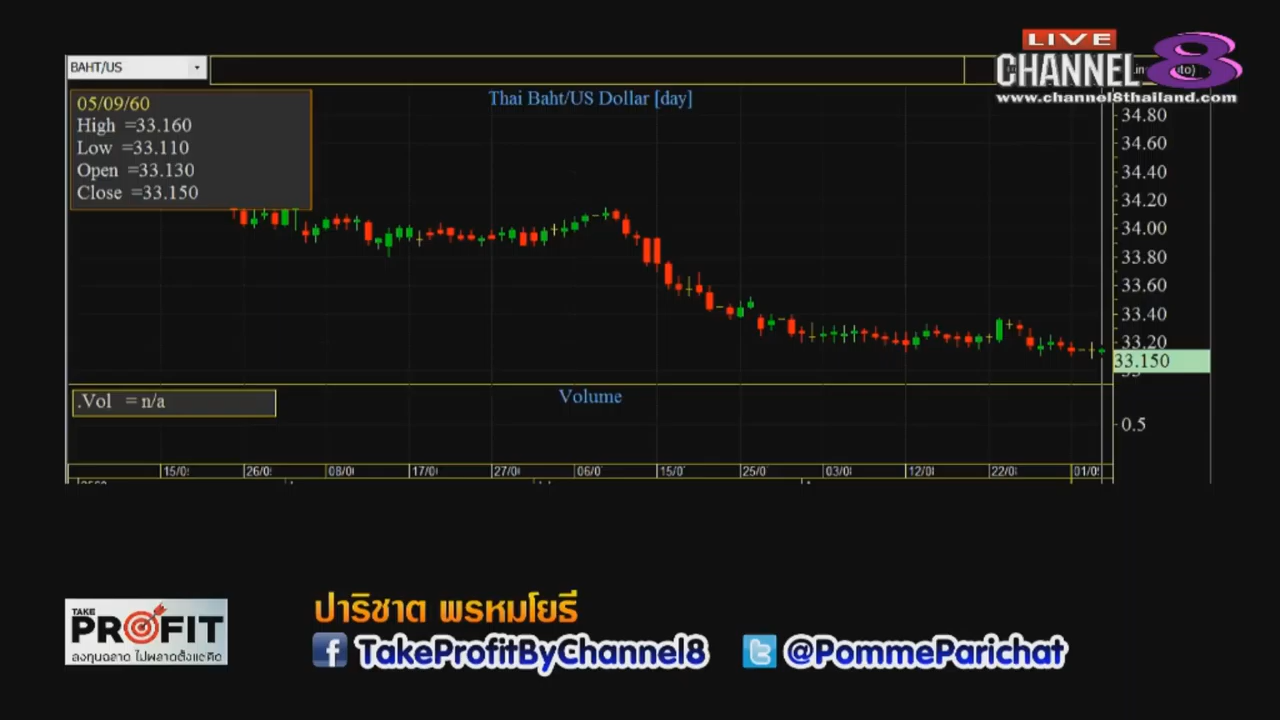 LIVE
CHANNEL 8
www.channel8thailand.com
BAHT/US
05/09/60
High =33.160
Low =33.110
Open =33.130
Close =33.150
Thai Baht/US Dollar [day]
34.80
34.60
34.40
34.20
34.00
33.80
33.60
33.40
33.20
33.150
.Vol = n/a
Volume
0.5
15/0
26/0
08/0
17/0
27/0
06/0
15/0
25/0
03/0
12/0
22/0
01/0
TAKE
PROFIT
ลงทุนฉลาด ไม่พลาดตั้งแต่คิด
ปาริชาต พรหมโยธี
TakeProfitByChannel8
@PommeParichat